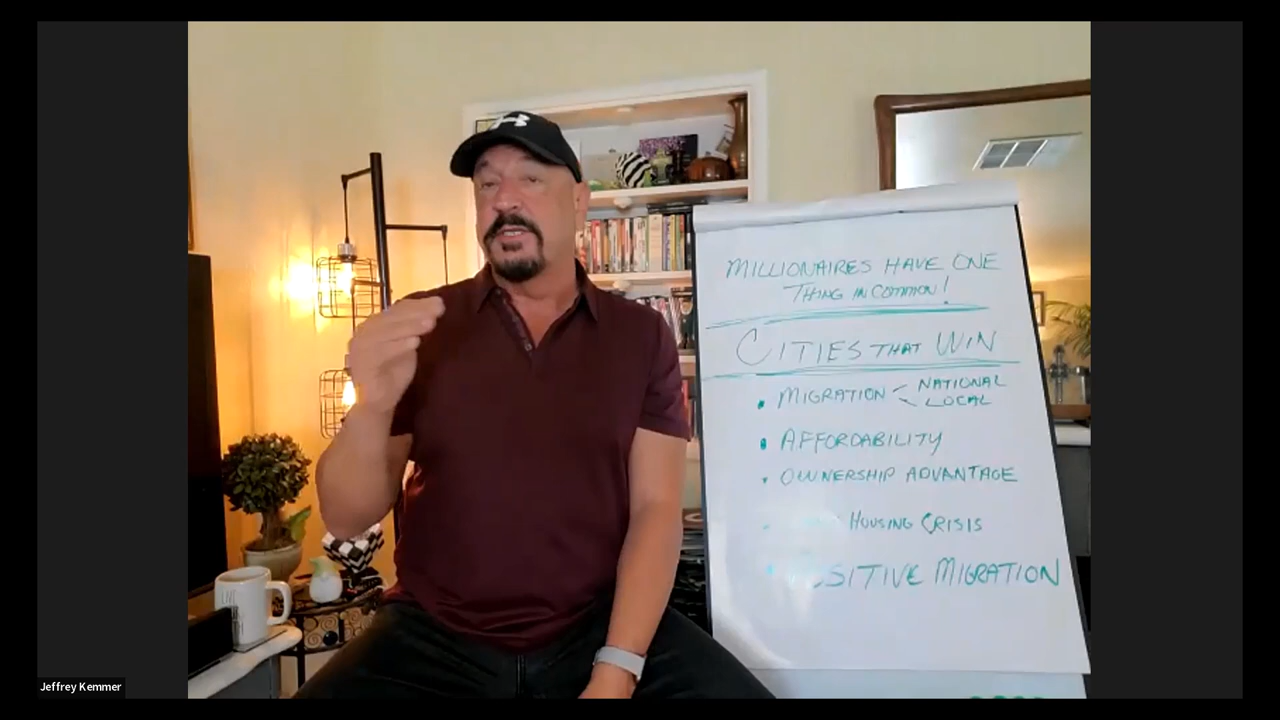 MILLIONAIRES HAVE ONE
THING IN COMMON!
CITIES THAT WIN
• MIGRATION < NATIONAL
LOCAL
• AFFORDABILITY
• OWNERSHIP ADVANTAGE
• HOUSING CRISIS
• SITIVE MIGRATION
Jeffrey Kemmer